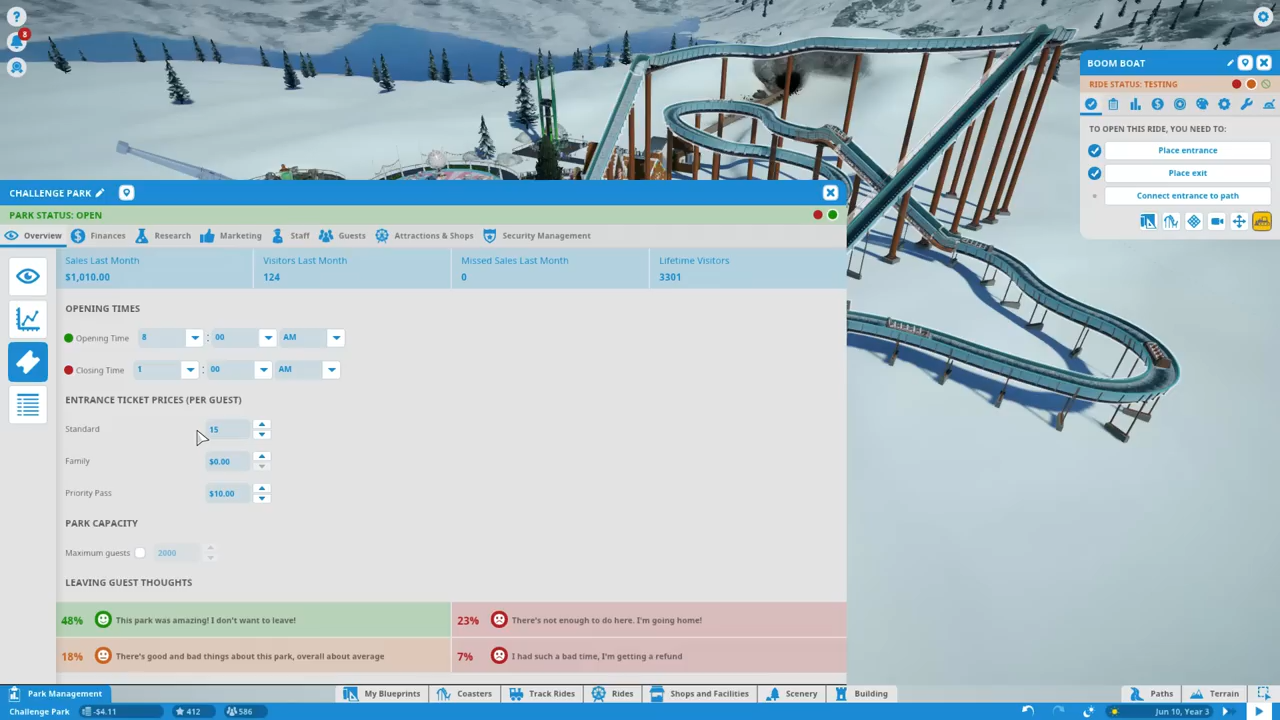 ?
8
BOOM BOAT
RIDE STATUS: TESTING
TO OPEN THIS RIDE, YOU NEED TO:
Place entrance
Place exit
Connect entrance to path
CHALLENGE PARK
PARK STATUS: OPEN
Overview Finances Research Marketing Staff Guests Attractions & Shops Security Management
Sales Last Month Visitors Last Month Missed Sales Last Month Lifetime Visitors
$1,010.00 124 0 3301
OPENING TIMES
Opening Time 8 : 00 AM
Closing Time 1 : 00 AM
ENTRANCE TICKET PRICES (PER GUEST)
Standard 15
Family $0.00
Priority Pass $10.00
PARK CAPACITY
Maximum guests 2000
LEAVING GUEST THOUGHTS
48% This park was amazing! I don't want to leave! 23% There's not enough to do here. I'm going home!
18% There's good and bad things about this park, overall about average 7% I had such a bad time, I'm getting a refund
Park Management My Blueprints Coasters Track Rides Rides Shops and Facilities Scenery Building Paths Terrain
Challenge Park -$4.11 412 586 Jun 10, Year 3